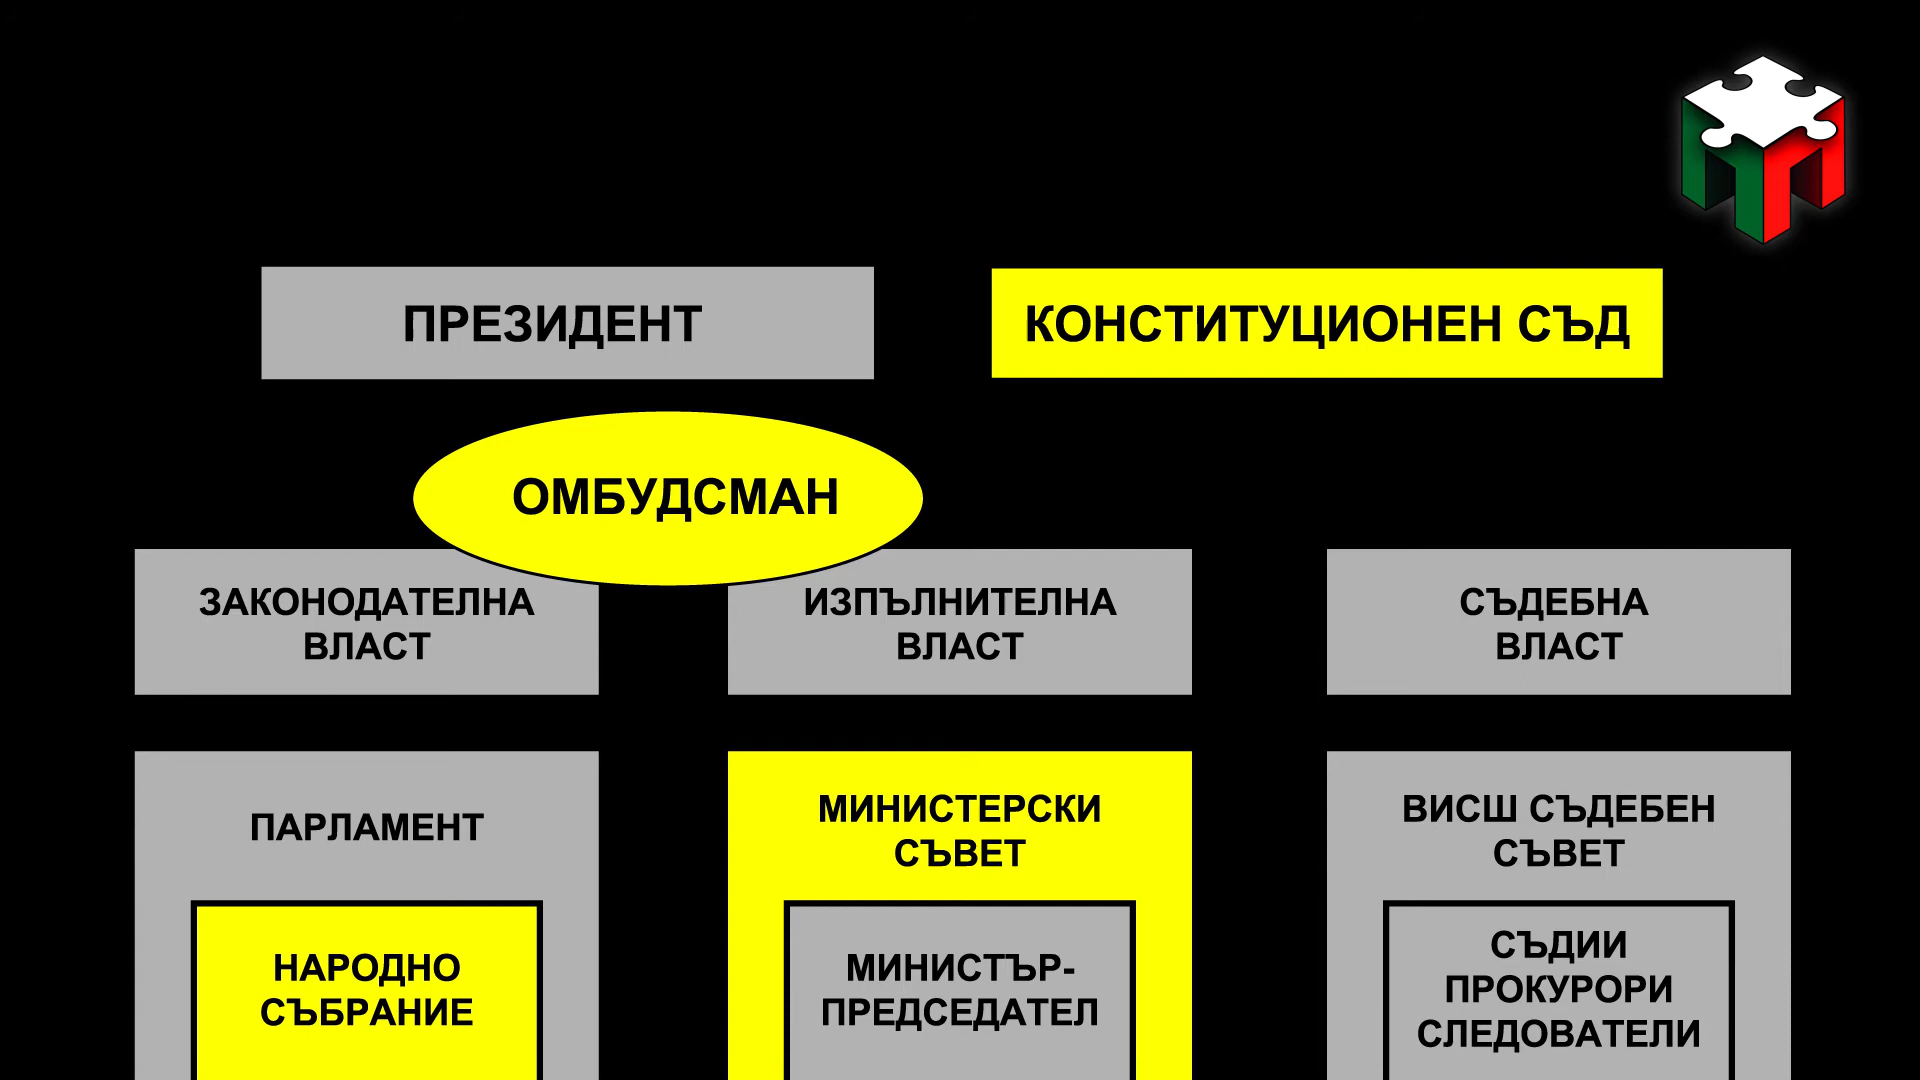 ПРЕЗИДЕНТ
КОНСТИТУЦИОНЕН СЪД
ОМБУДСМАН
ЗАКОНОДАТЕЛНА
ВЛАСТ
ИЗПЪЛНИТЕЛНА
ВЛАСТ
СЪДЕБНА
ВЛАСТ
ПАРЛАМЕНТ
НАРОДНО
СЪБРАНИЕ
МИНИСТЕРСКИ
СЪВЕТ
МИНИСТЪР-
ПРЕДСЕДАТЕЛ
ВИСШ СЪДЕБЕН
СЪВЕТ
СЪДИИ
ПРОКУРОРИ
СЛЕДОВАТЕЛИ